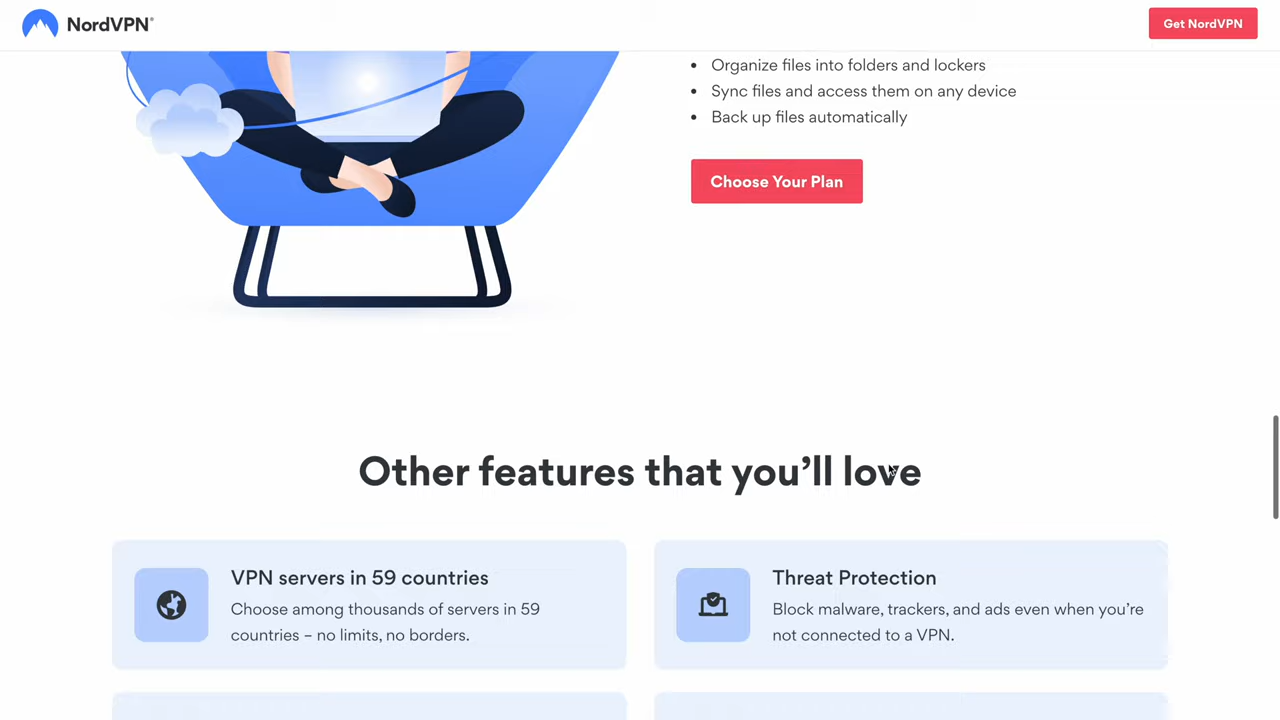 NordVPN®
Get NordVPN
• Organize files into folders and lockers
• Sync files and access them on any device
• Back up files automatically
Choose Your Plan
Other features that you’ll love
VPN servers in 59 countries
Choose among thousands of servers in 59
countries – no limits, no borders.
Threat Protection
Block malware, trackers, and ads even when you’re
not connected to a VPN.